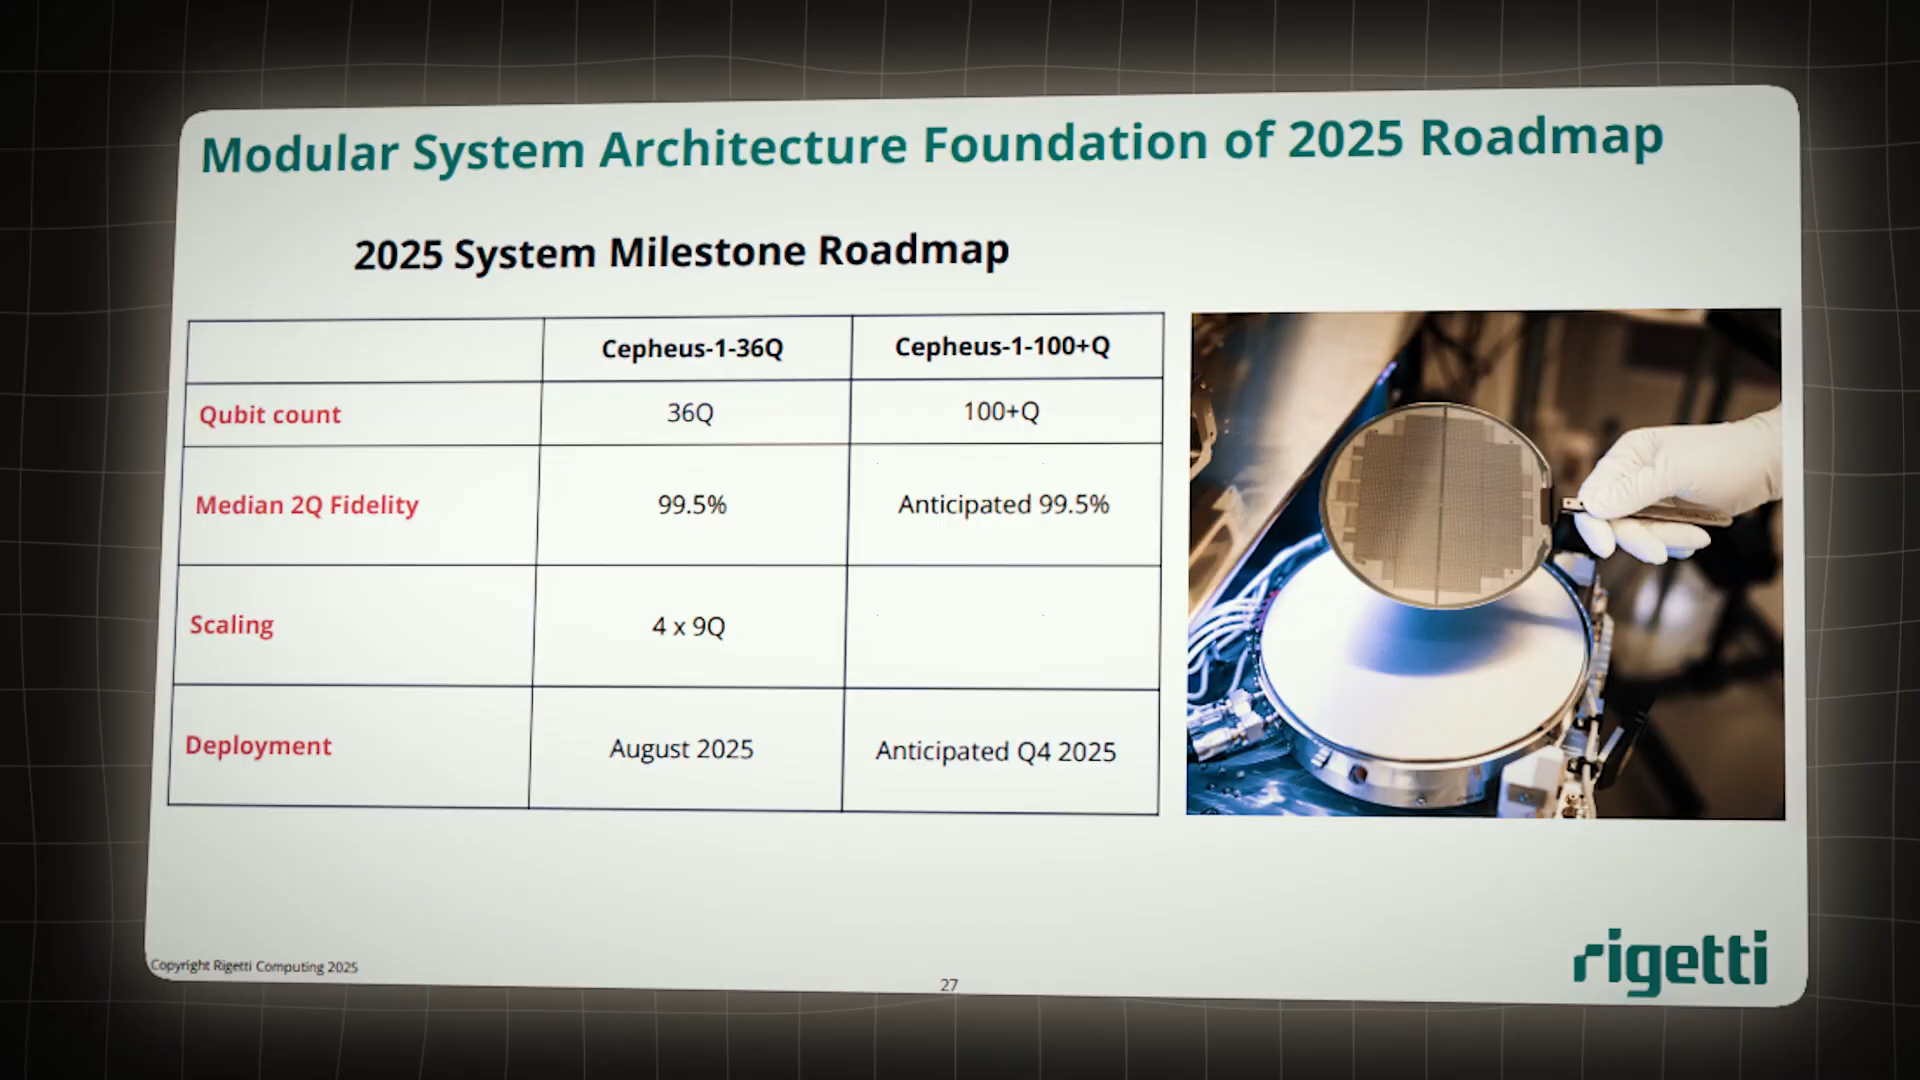 Modular System Architecture Foundation of 2025 Roadmap
2025 System Milestone Roadmap
Cepheus-1-36Q
Cepheus-1-100+Q
Qubit count
36Q
100+Q
Median 2Q Fidelity
99.5%
Anticipated 99.5%
Scaling
4 x 9Q
Deployment
August 2025
Anticipated Q4 2025
Copyright Rigetti Computing 2025
27
rigetti